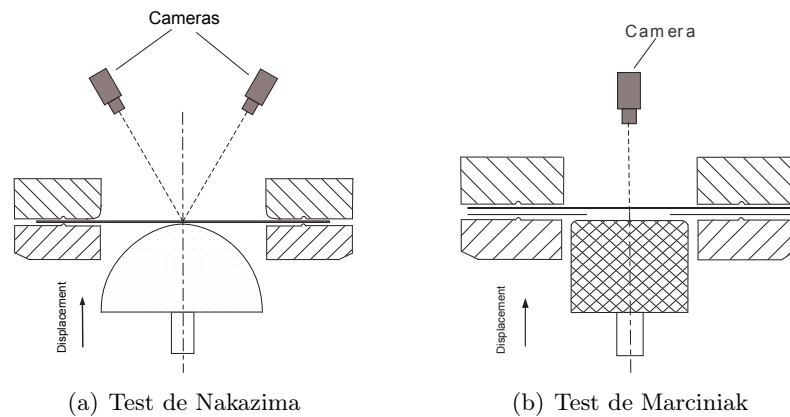 Cameras
Camera
Displacement
Displacement
(a) Test de Nakazima
(b) Test de Marciniak